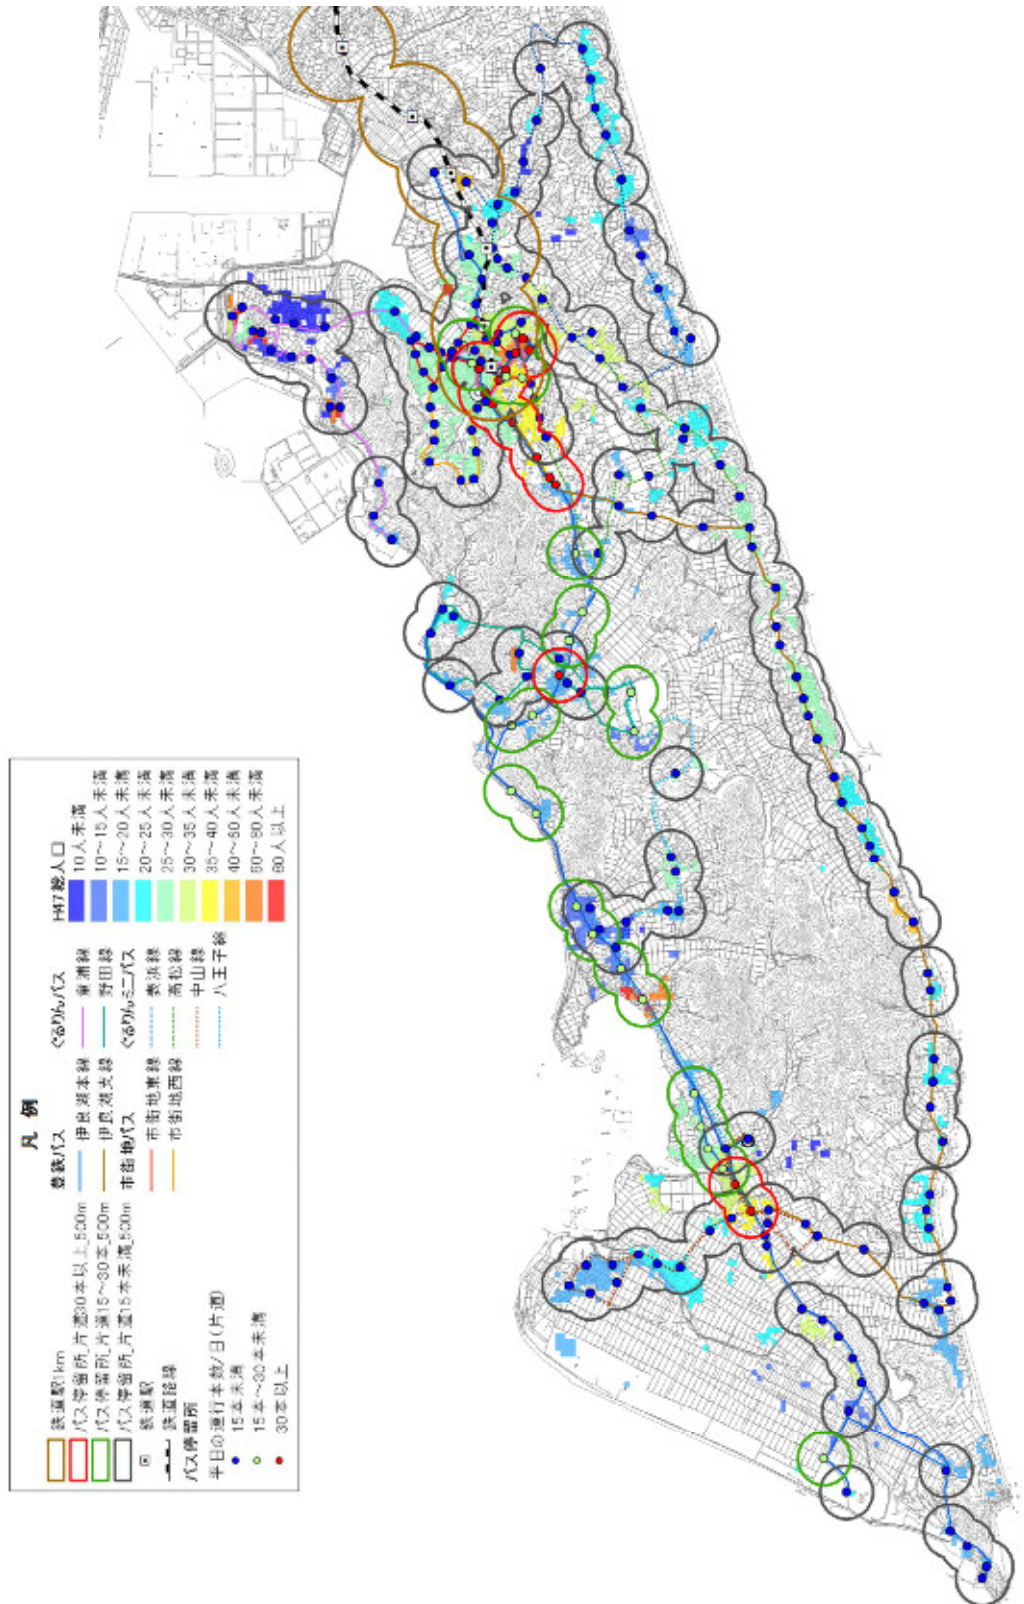 凡 例
鉄道駅1km
バス停留所_片道30本以上_500m
バス停留所_片道15～30本_500m
バス停留所_片道15本未満_500m
鉄道駅
鉄道路線
バス停留所
平日の運行本数/日(片道)
15本未満
15本～30本未満
30本以上
豊鉄バス
伊良湖本線
伊良湖支線
市街地バス
市街地東線
市街地西線
ぐるりんバス
童浦線
野田線
ぐるりんミニバス
表浜線
高松線
中山線
八王子線
H47総人口
10人未満
10～15人未満
15～20人未満
20～25人未満
25～30人未満
30～35人未満
35～40人未満
40～60人未満
60～80人未満
80人以上